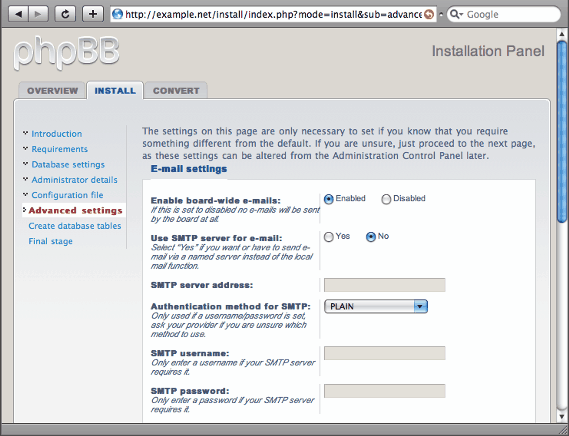 http://example.net/install/index.php?mode=install&sub=advance
Google
phpBB
Installation Panel
OVERVIEW
INSTALL
CONVERT
Introduction
Requirements
Database settings
Administrator details
Configuration file
Advanced settings
Create database tables
Final stage
The settings on this page are only necessary to set if you know that you require
something different from the default. If you are unsure, just proceed to the next page,
as these settings can be altered from the Administration Control Panel later.
E-mail settings
Enable board-wide e-mails:
If this is set to disabled no e-mails will be sent
by the board at all.
Enabled
Disabled
Use SMTP server for e-mail:
Select "Yes" if you want or have to send e-
mail via a named server instead of the local
mail function.
Yes
No
SMTP server address:
Authentication method for SMTP:
Only used if a username/password is set,
ask your provider if you are unsure which
method to use.
PLAIN
SMTP username:
Only enter a username if your SMTP server
requires it.
SMTP password:
Only enter a password if your SMTP server
requires it.